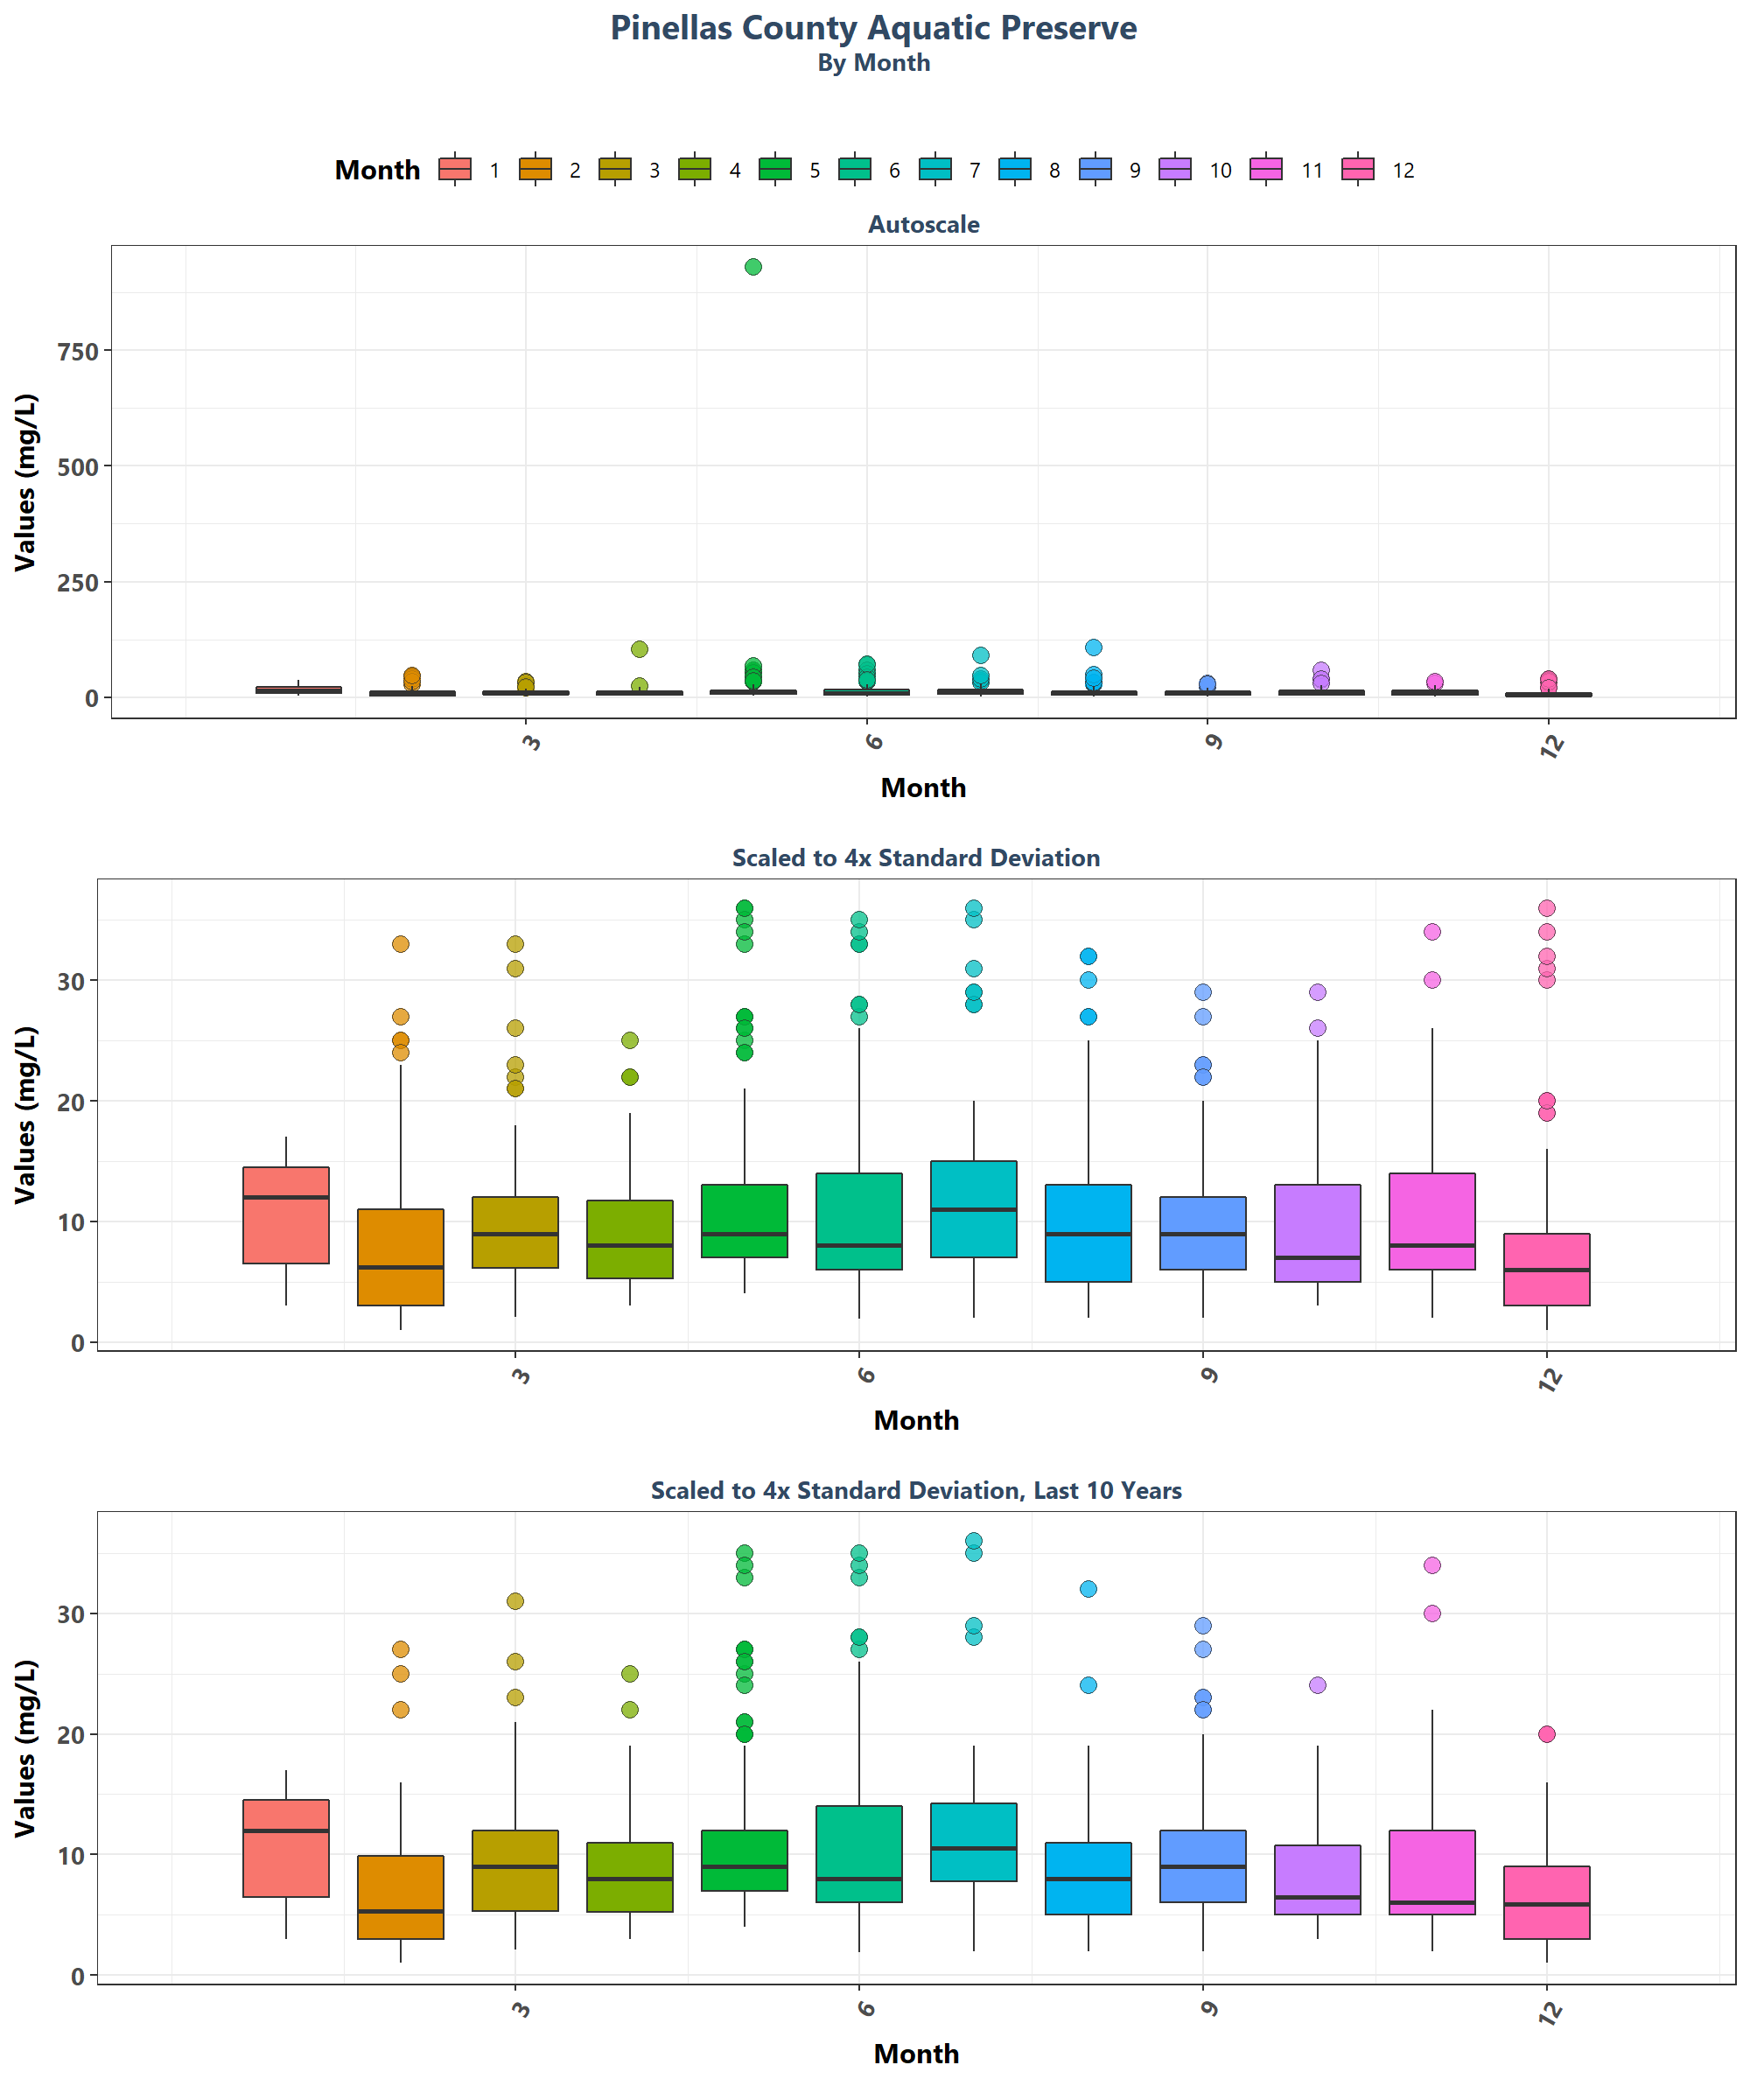 Pinellas County Aquatic Preserve
By Month
Month 1 2 3 4 5 6 7 8 9 10 11 12
Autoscale
Values (mg/L)
750
500
250
0
3 6 9 12
Month
Scaled to 4x Standard Deviation
Values (mg/L)
30
20
10
0
3 6 9 12
Month
Scaled to 4x Standard Deviation, Last 10 Years
Values (mg/L)
30
20
10
0
3 6 9 12
Month